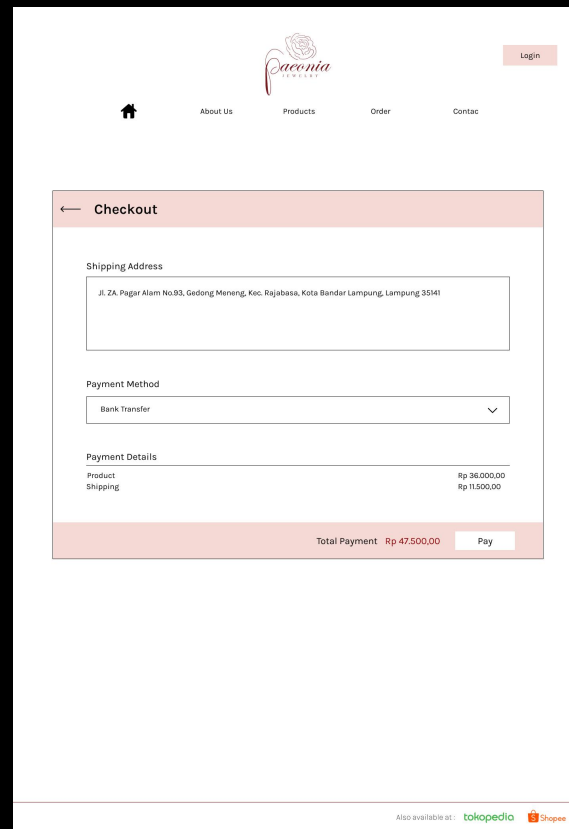 Paeonia
JEWELRY
Login
About Us Products Order Contac
Checkout
Shipping Address
Jl. ZA. Pagar Alam No.93, Gedong Meneng, Kec. Rajabasa, Kota Bandar Lampung, Lampung 35141
Payment Method
Bank Transfer
Payment Details
Product Rp 36.000,00
Shipping Rp 11.500,00
Total Payment Rp 47.500,00 Pay
Also available at : tokopedia S Shopee